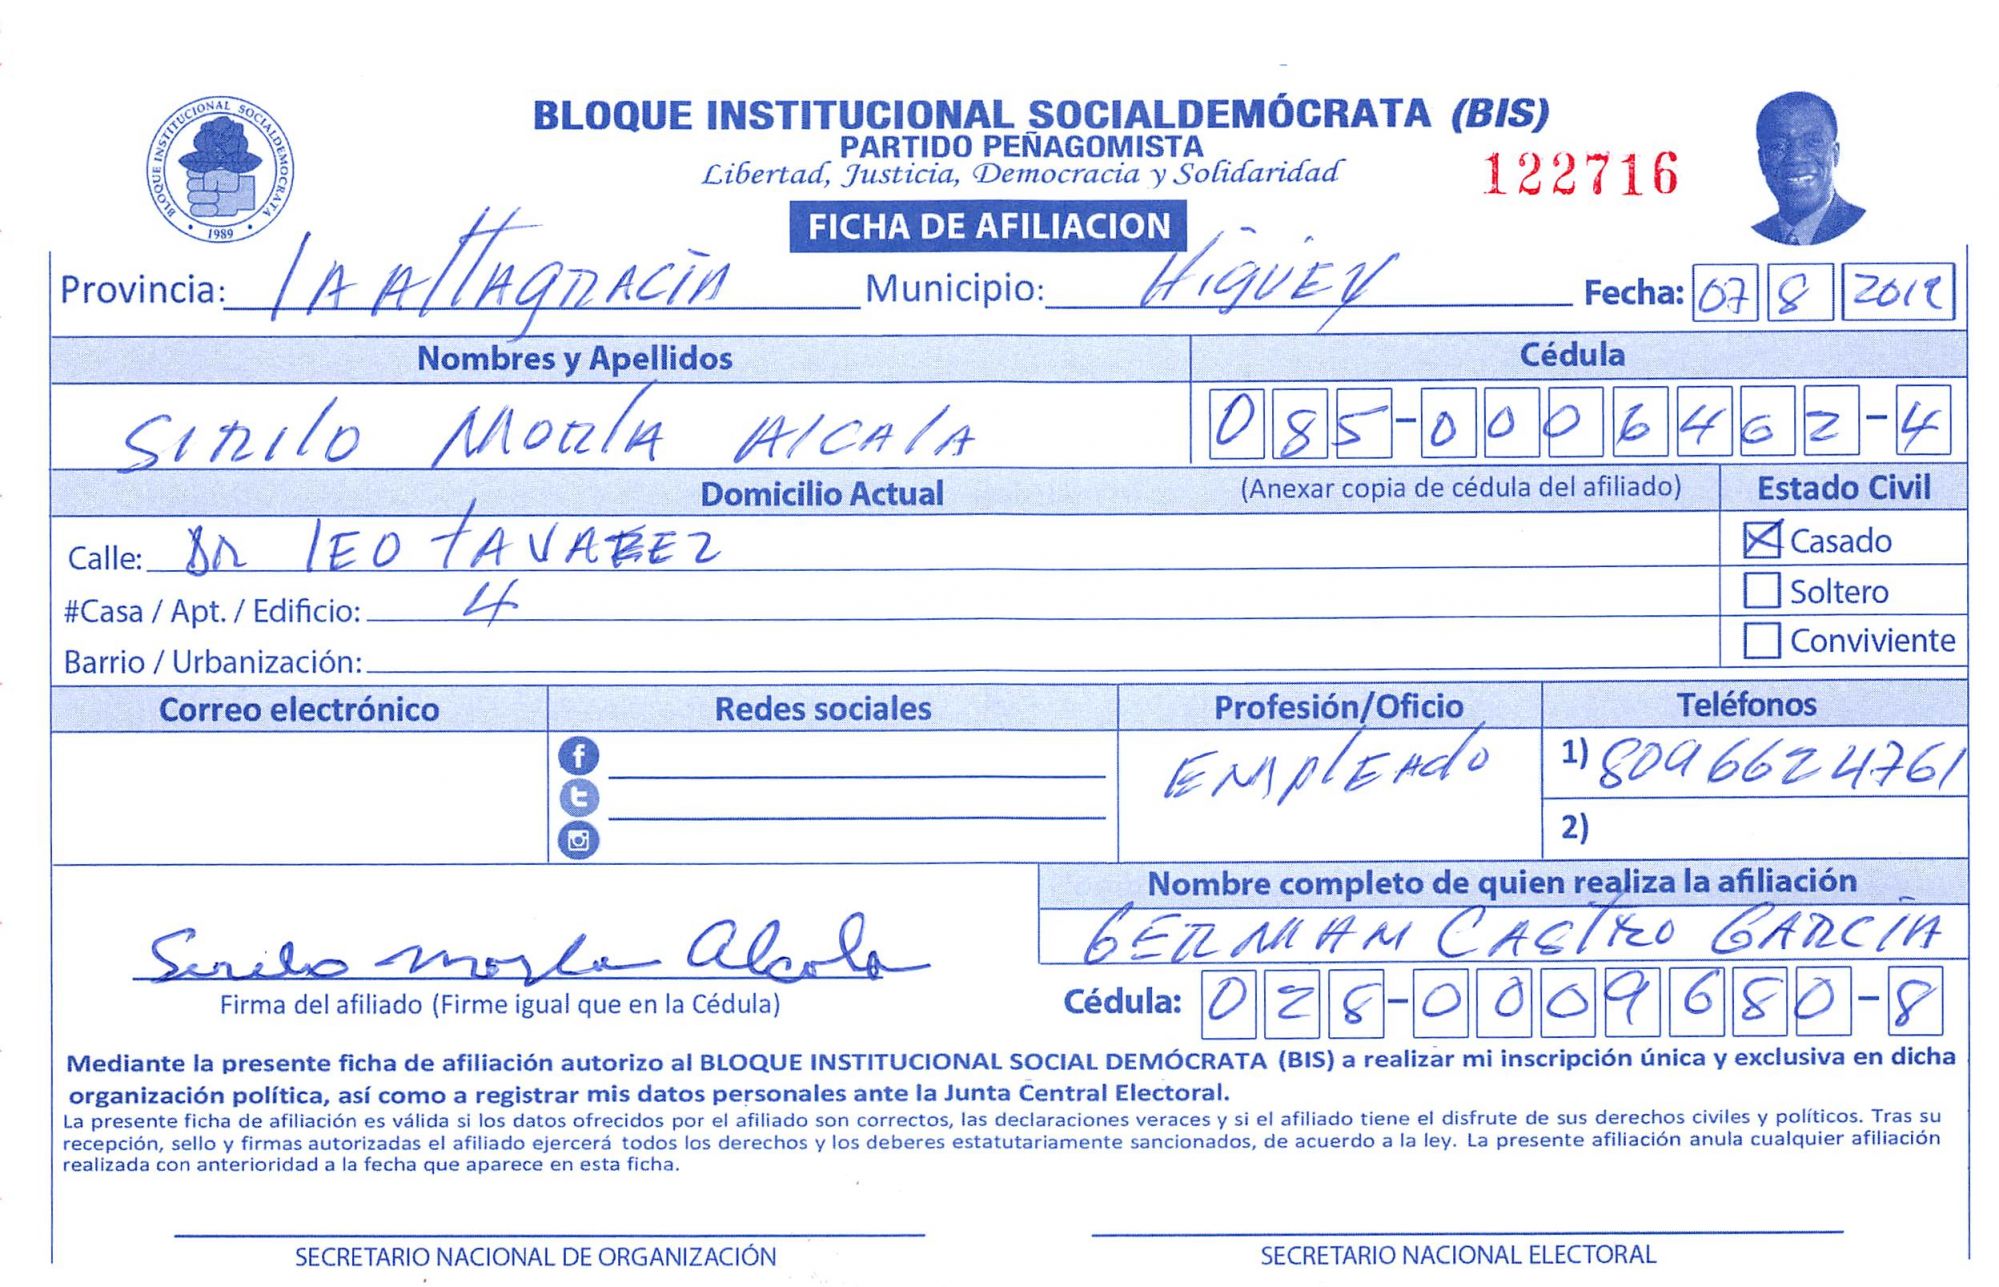 BLOQUE INSTITUCIONAL SOCIALDEMOCRATA
1989
BLOQUE INSTITUCIONAL SOCIALDEMÓCRATA (BIS)
PARTIDO PEÑAGOMISTA
Libertad, Justicia, Democracia y Solidaridad
122716
FICHA DE AFILIACION
Provincia: lA AltAgRACiA Municipio: HigUEY Fecha: 07 8 2019
Nombres y Apellidos Cédula
SIRIlO MORlA AlCAlA 085-0006462-4
Domicilio Actual (Anexar copia de cédula del afiliado) Estado Civil
Calle: DR lEO tAVAREZ Casado
#Casa / Apt. / Edificio: 4 Soltero
Barrio / Urbanización: Conviviente
Correo electrónico Redes sociales Profesión/Oficio Teléfonos
EMplEAdo 1) 8096624761
2)
Nombre completo de quien realiza la afiliación
GERMAN CAStRO GARCIA
Sirilo Morla Alcala
Firma del afiliado (Firme igual que en la Cédula) Cédula: 028-0009680-8
Mediante la presente ficha de afiliación autorizo al BLOQUE INSTITUCIONAL SOCIAL DEMÓCRATA (BIS) a realizar mi inscripción única y exclusiva en dicha
organización política, así como a registrar mis datos personales ante la Junta Central Electoral.
La presente ficha de afiliación es válida si los datos ofrecidos por el afiliado son correctos, las declaraciones veraces y si el afiliado tiene el disfrute de sus derechos civiles y políticos. Tras su
recepción, sello y firmas autorizadas el afiliado ejercerá todos los derechos y los deberes estatutariamente sancionados, de acuerdo a la ley. La presente afiliación anula cualquier afiliación
realizada con anterioridad a la fecha que aparece en esta ficha.
SECRETARIO NACIONAL DE ORGANIZACIÓN SECRETARIO NACIONAL ELECTORAL